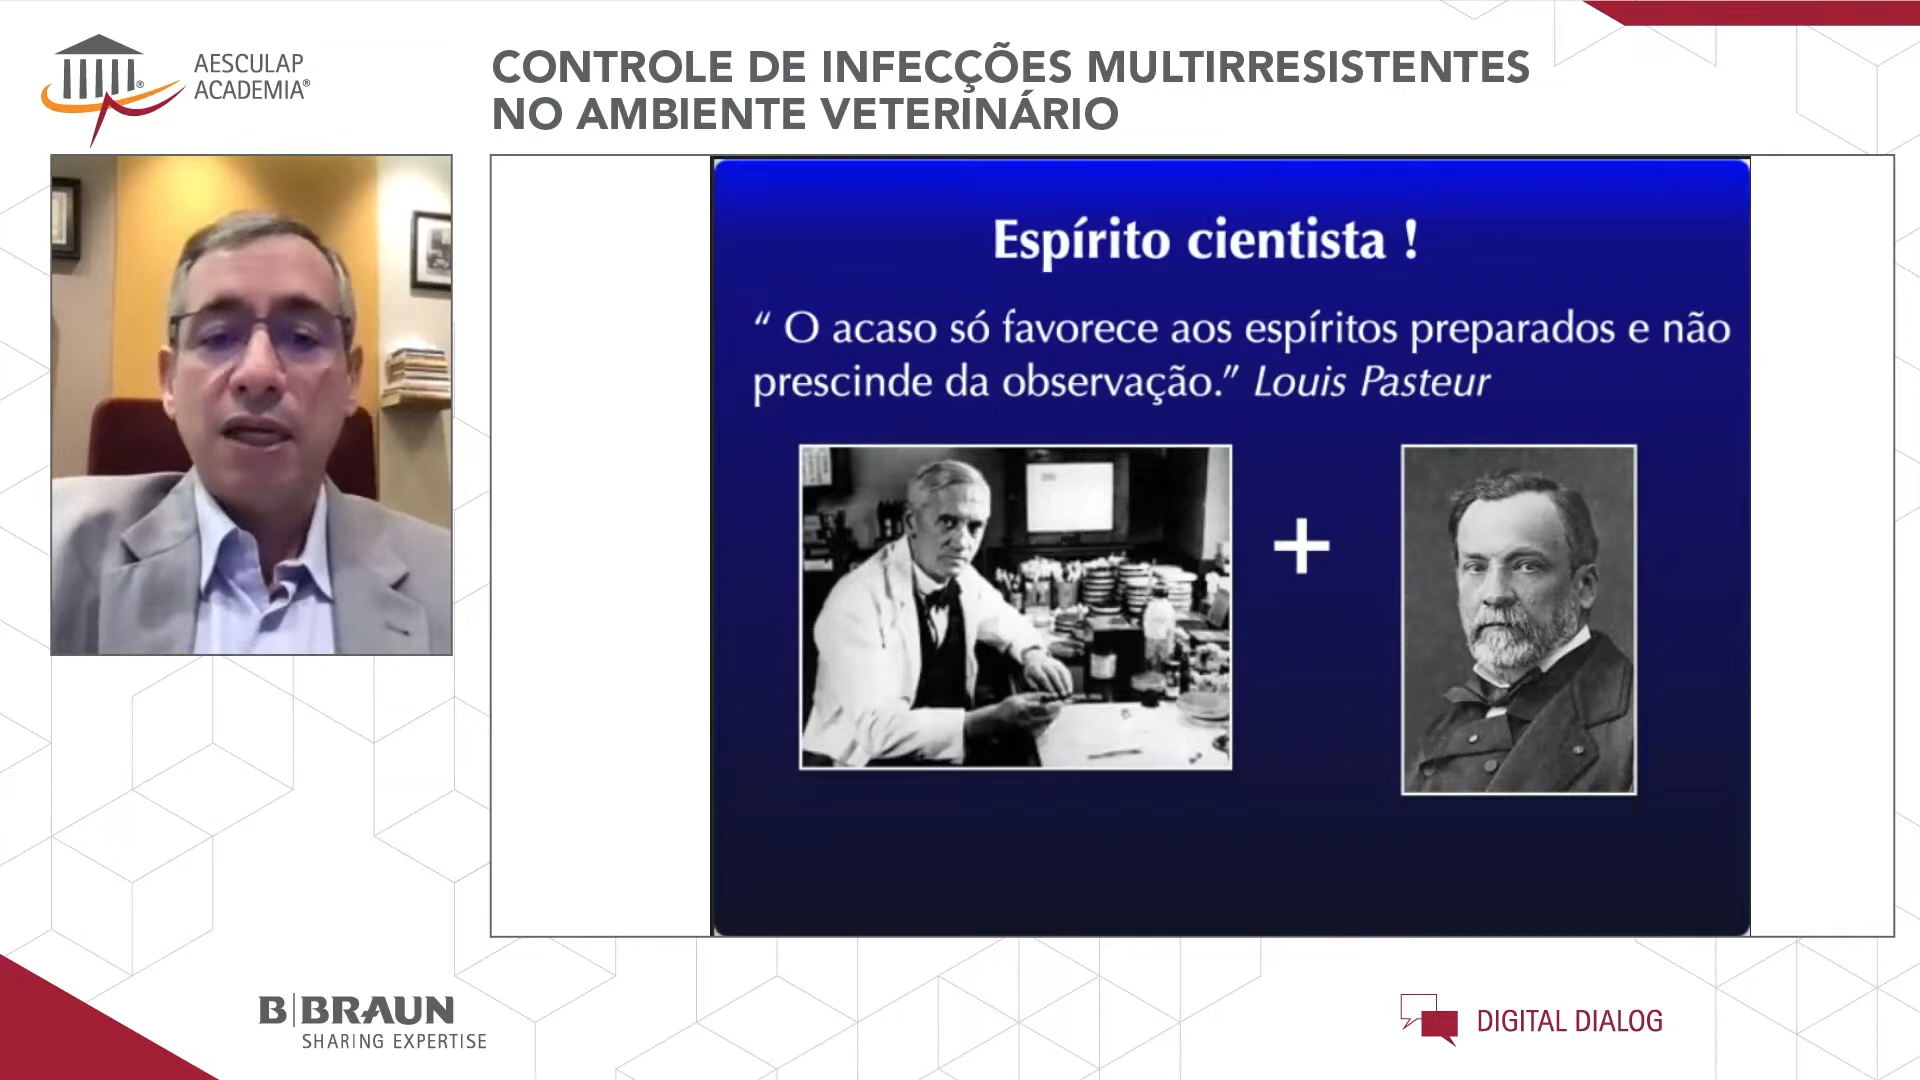 AESCULAP
ACADEMIA®
CONTROLE DE INFECÇÕES MULTIRRESISTENTES
NO AMBIENTE VETERINÁRIO
Espírito cientista !
“ O acaso só favorece aos espíritos preparados e não
prescinde da observação.” Louis Pasteur
+
B|BRAUN
SHARING EXPERTISE
DIGITAL DIALOG